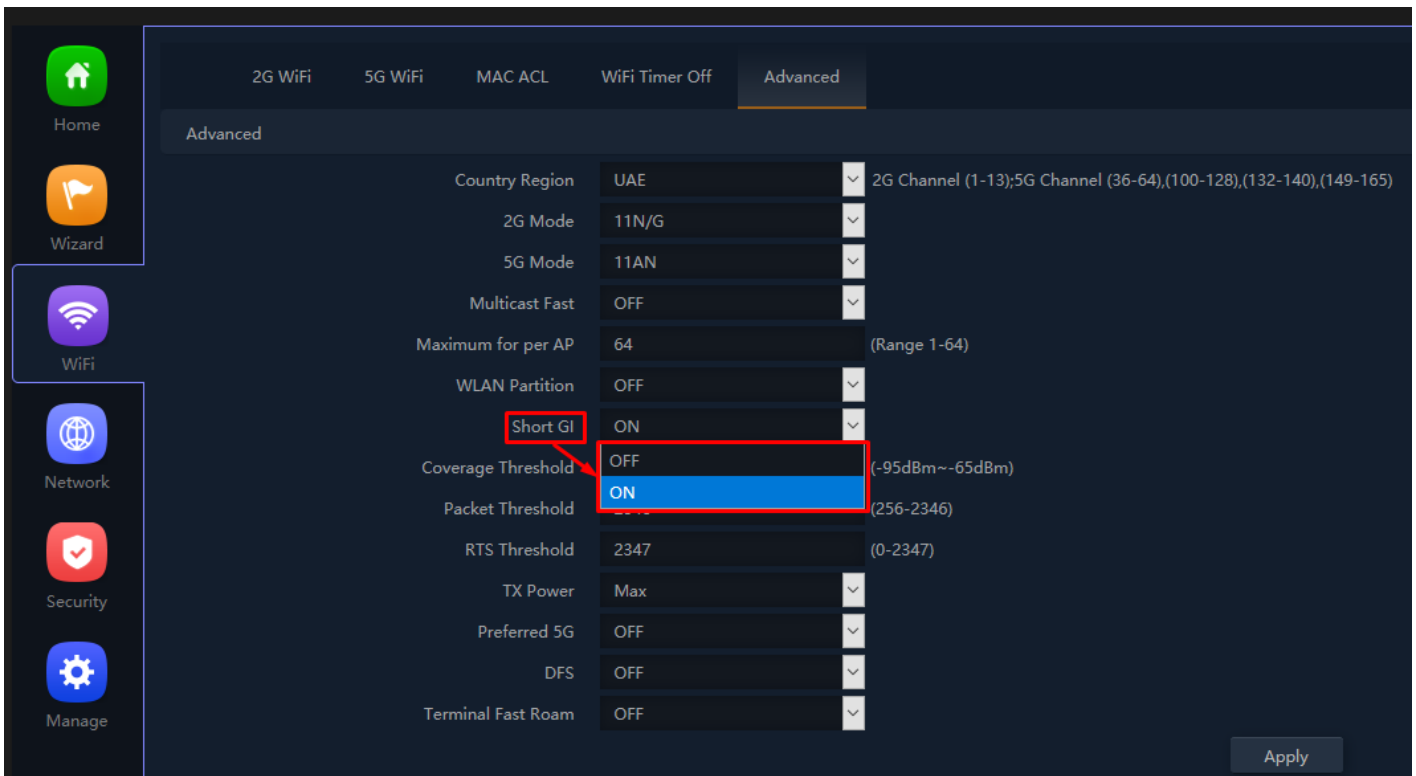 2G WiFi 5G WiFi MAC ACL WiFi Timer Off Advanced
Home
Advanced
Country Region UAE 2G Channel (1-13);5G Channel (36-64),(100-128),(132-140),(149-165)
2G Mode 11N/G
Wizard
5G Mode 11AN
Multicast Fast OFF
Maximum for per AP 64 (Range 1-64)
WiFi
WLAN Partition OFF
Short GI ON
OFF
Coverage Threshold (-95dBm~-65dBm)
Network
ON
Packet Threshold (256-2346)
RTS Threshold 2347 (0-2347)
TX Power Max
Security
Preferred 5G OFF
DFS OFF
Terminal Fast Roam OFF
Manage
Apply